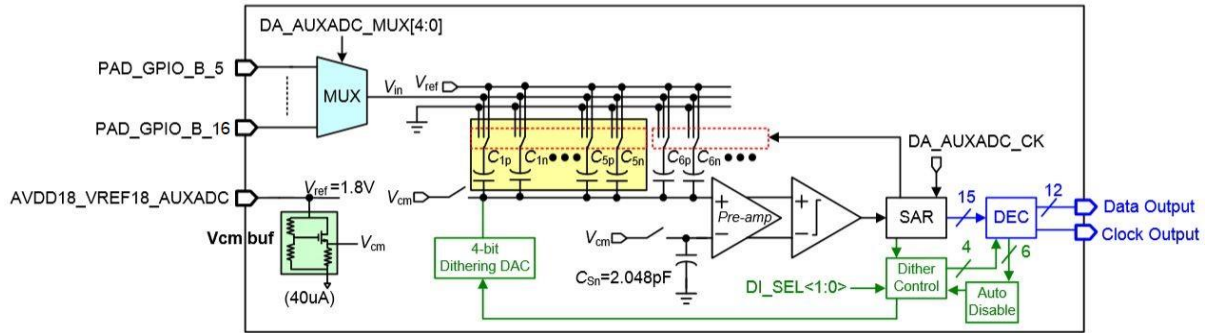 DA_AUXADC_MUX[4:0]
PAD_GPIO_B_5
MUX
Vin
Vref
PAD_GPIO_B_16
C1p
C1n
C5p
C5n
C6p
C6n
DA_AUXADC_CK
AVDD18_VREF18_AUXADC
Vref=1.8V
Vcm
+
Pre-amp
−
+
−
SAR
15
DEC
12
Data Output
Clock Output
Vcm buf
Vcm
(40uA)
4-bit
Dithering DAC
Vcm
CSn=2.048pF
DI_SEL<1:0>
Dither
Control
4
6
Auto
Disable